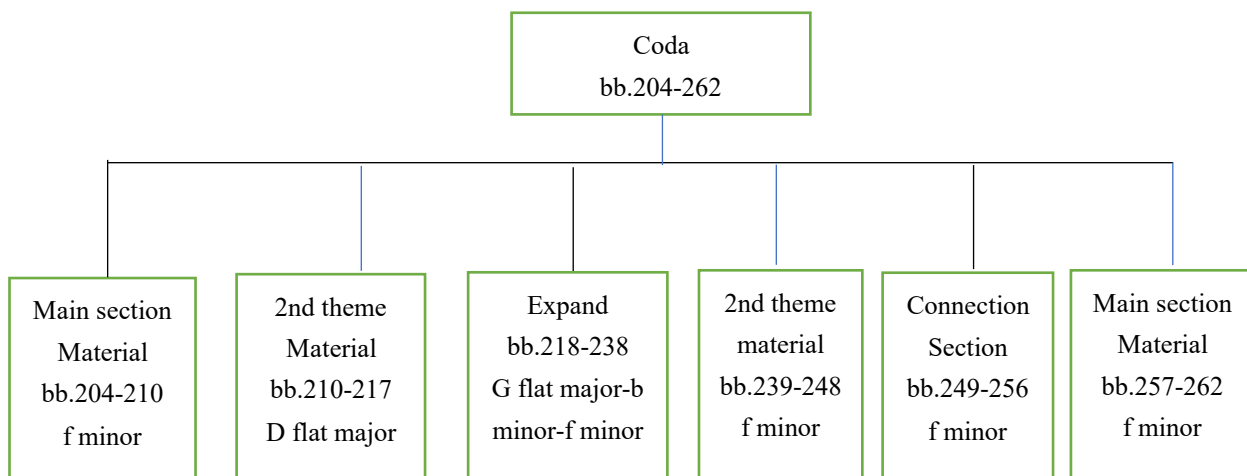 Coda
bb.204-262
Main section
Material
bb.204-210
f minor
2nd theme
Material
bb.210-217
D flat major
Expand
bb.218-238
G flat major-b
minor-f minor
2nd theme
material
bb.239-248
f minor
Connection
Section
bb.249-256
f minor
Main section
Material
bb.257-262
f minor